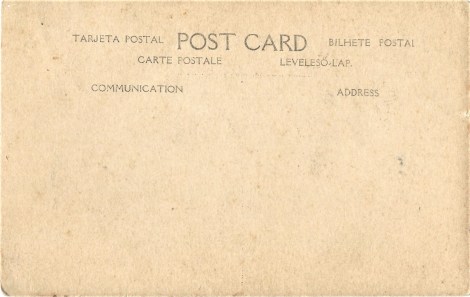 TARJETA POSTAL POST CARD BILHETE POSTAL
CARTE POSTALE LEVELESŐ-LAP.
COMMUNICATION ADDRESS